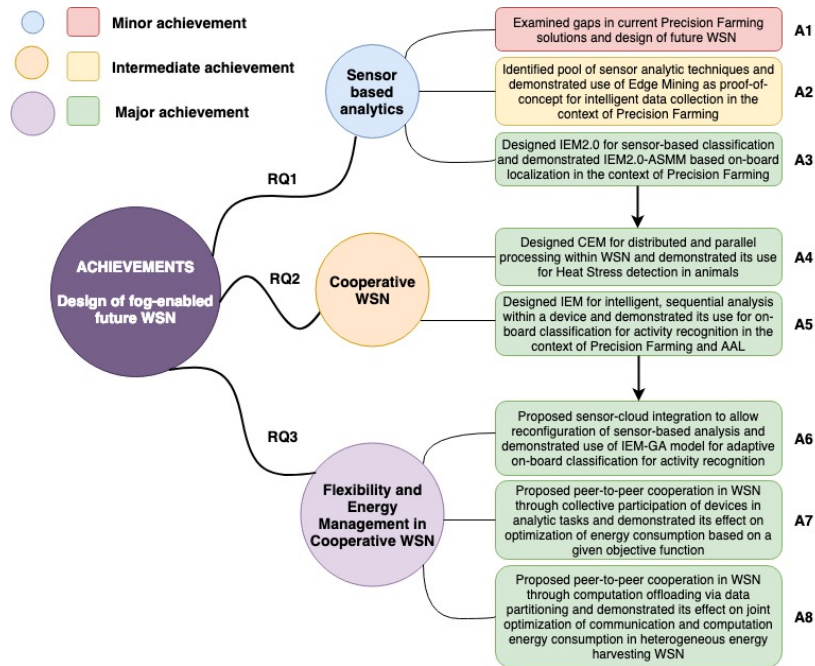 Minor achievement
Intermediate achievement
Major achievement
Sensor
based
analytics
Examined gaps in current Precision Farming
solutions and design of future WSN
A1
Identified pool of sensor analytic techniques and
demonstrated use of Edge Mining as proof-of-
concept for intelligent data collection in the
context of Precision Farming
A2
Designed IEM2.0 for sensor-based classification
and demonstrated IEM2.0-ASMM based on-board
localization in the context of Precision Farming
A3
RQ1
ACHIEVEMENTS
Design of fog-enabled
future WSN
RQ2
Cooperative
WSN
Designed CEM for distributed and parallel
processing within WSN and demonstrated its use
for Heat Stress detection in animals
A4
Designed IEM for intelligent, sequential analysis
within a device and demonstrated its use for on-
board classification for activity recognition in the
context of Precision Farming and AAL
A5
RQ3
Flexibility and
Energy
Management in
Cooperative WSN
Proposed sensor-cloud integration to allow
reconfiguration of sensor-based analysis and
demonstrated use of IEM-GA model for adaptive
on-board classification for activity recognition
A6
Proposed peer-to-peer cooperation in WSN
through collective participation of devices in
analytic tasks and demonstrated its effect on
optimization of energy consumption based on a
given objective function
A7
Proposed peer-to-peer cooperation in WSN
through computation offloading via data
partitioning and demonstrated its effect on joint
optimization of communication and computation
energy consumption in heterogeneous energy
harvesting WSN
A8